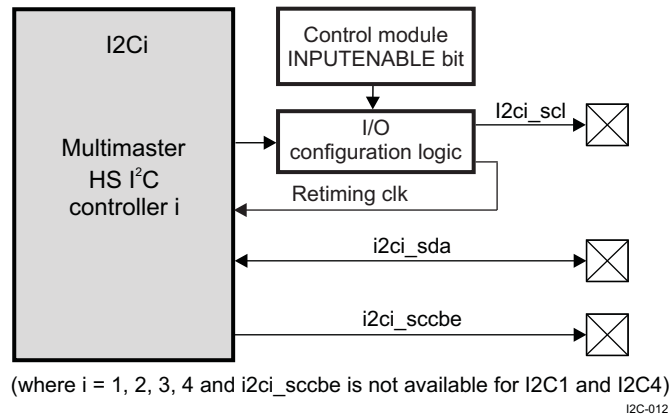 I2Ci
Multimaster
HS I²C
controller i
Control module
INPUTENABLE bit
I/O
configuration logic
Retiming clk
I2ci_scl
i2ci_sda
i2ci_sccbe
(where i = 1, 2, 3, 4 and i2ci_sccbe is not available for I2C1 and I2C4)
I2C-012